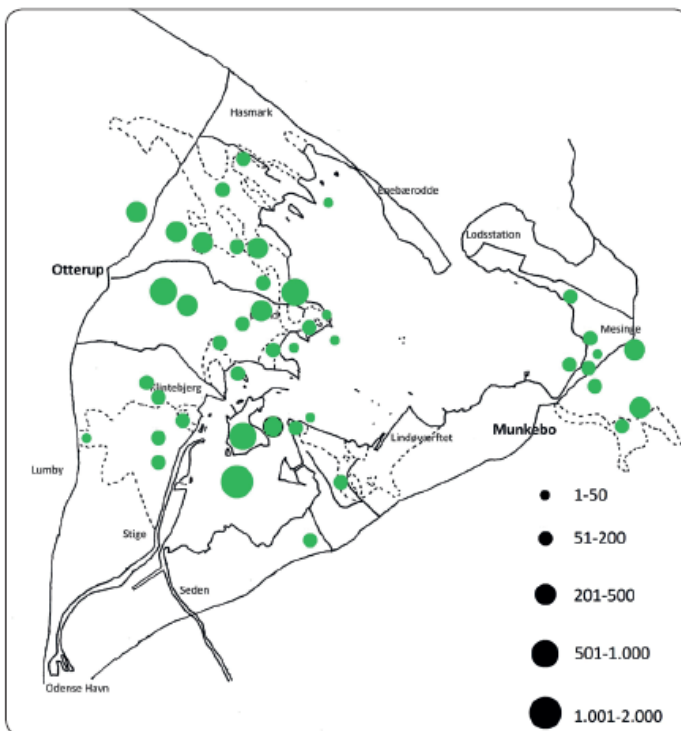 Hasmark
Enebærodde
Lodsstation
Otterup
Mesinge
Klintebjerg
Munkebo
Lindøværftet
Lumby
1-50
51-200
Stige
201-500
Seden
501-1.000
Odense Havn
1.001-2.000